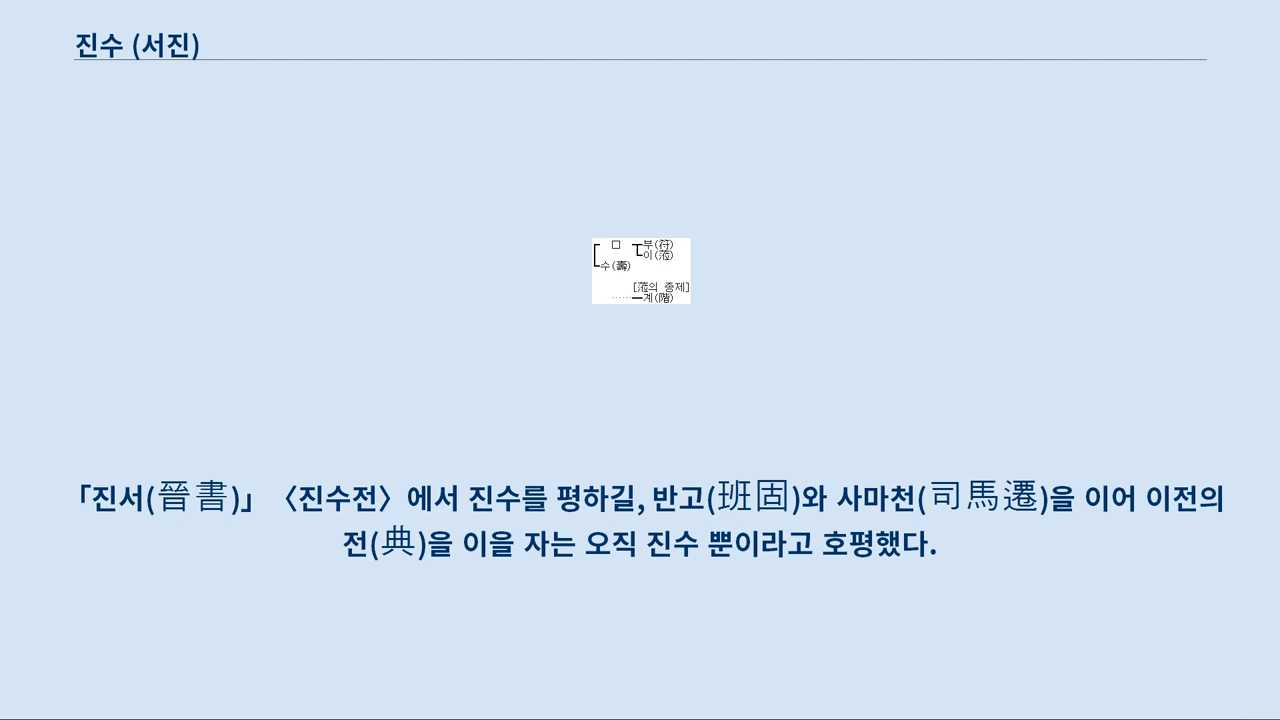 진수 (서진)
□ 부(符)
이(莅)
수(壽)
[莅의 종제]
……계(階)
「진서(晉書)」 〈진수전〉에서 진수를 평하길, 반고(班固)와 사마천(司馬遷)을 이어 이전의
전(典)을 이을 자는 오직 진수 뿐이라고 호평했다.